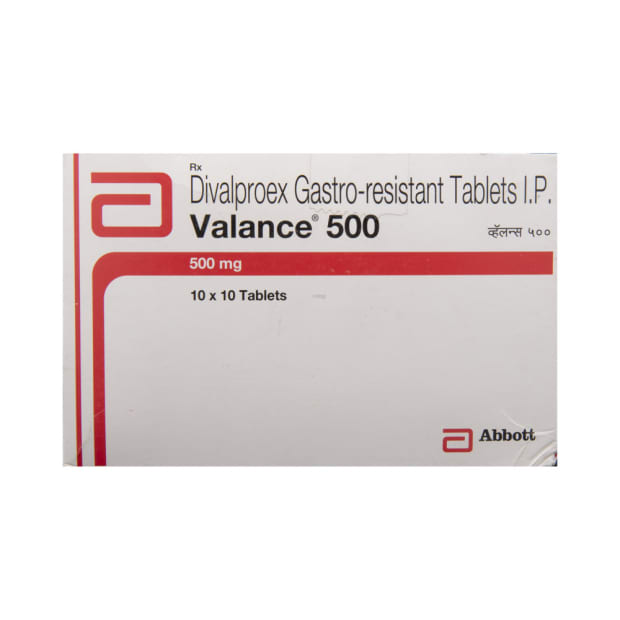 Rx
Divalproex Gastro-resistant Tablets I.P.
Valance® 500
व्हॅलन्स ५००
500 mg
10 x 10 Tablets
Abbott